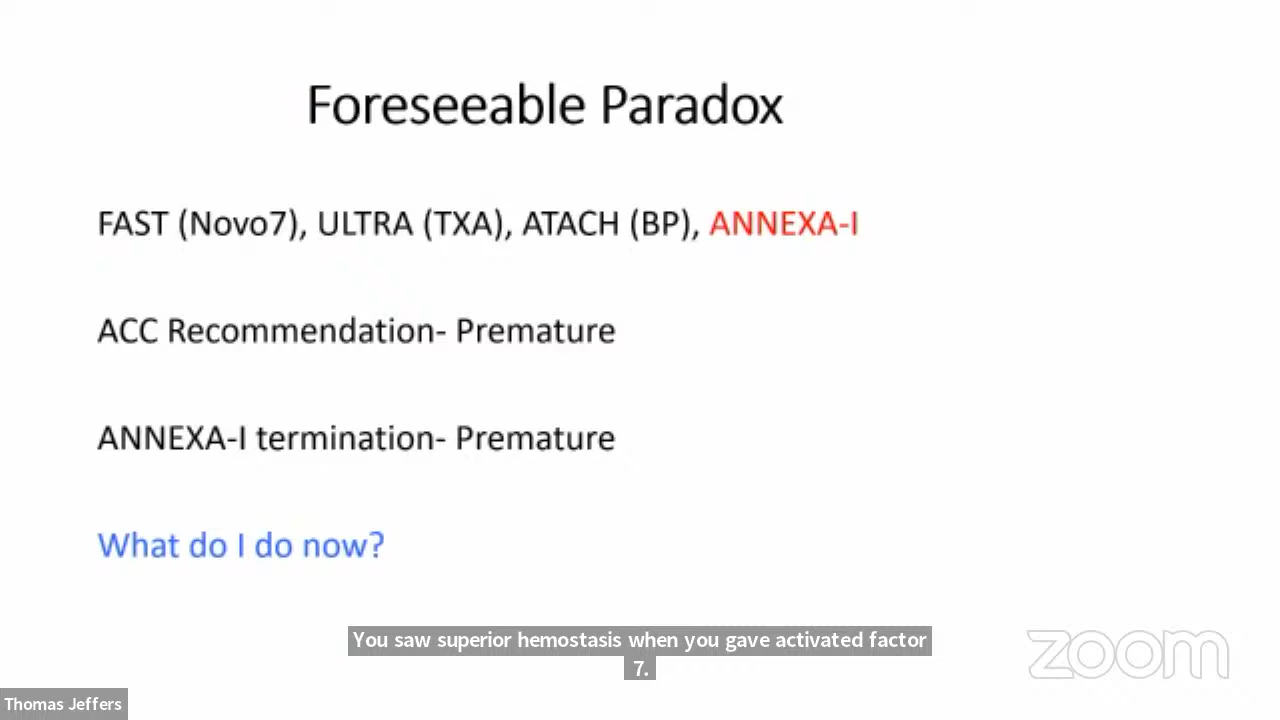 Foreseeable Paradox
FAST (Novo7), ULTRA (TXA), ATACH (BP), ANNEXA-I
ACC Recommendation- Premature
ANNEXA-I termination- Premature
What do I do now?
You saw superior hemostasis when you gave activated factor
7.
zoom
Thomas Jeffers